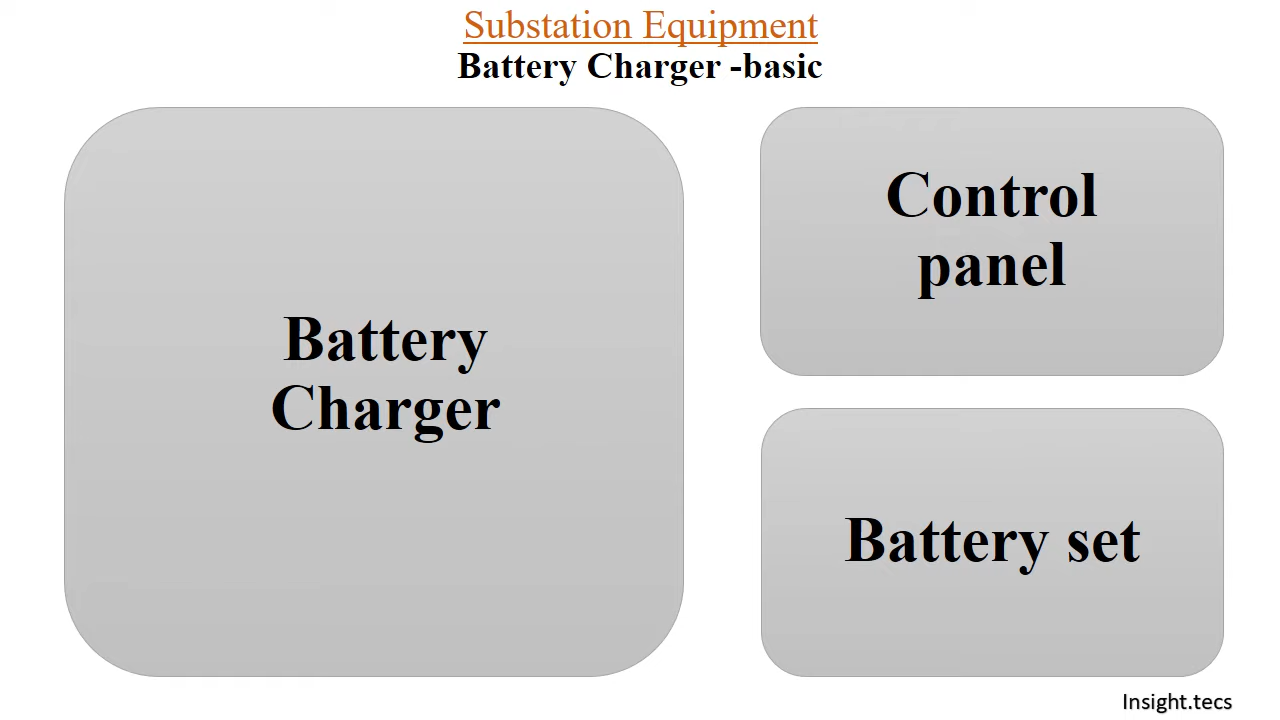 Substation Equipment
Battery Charger -basic
Battery
Charger
Control
panel
Battery set
Insight.tecs